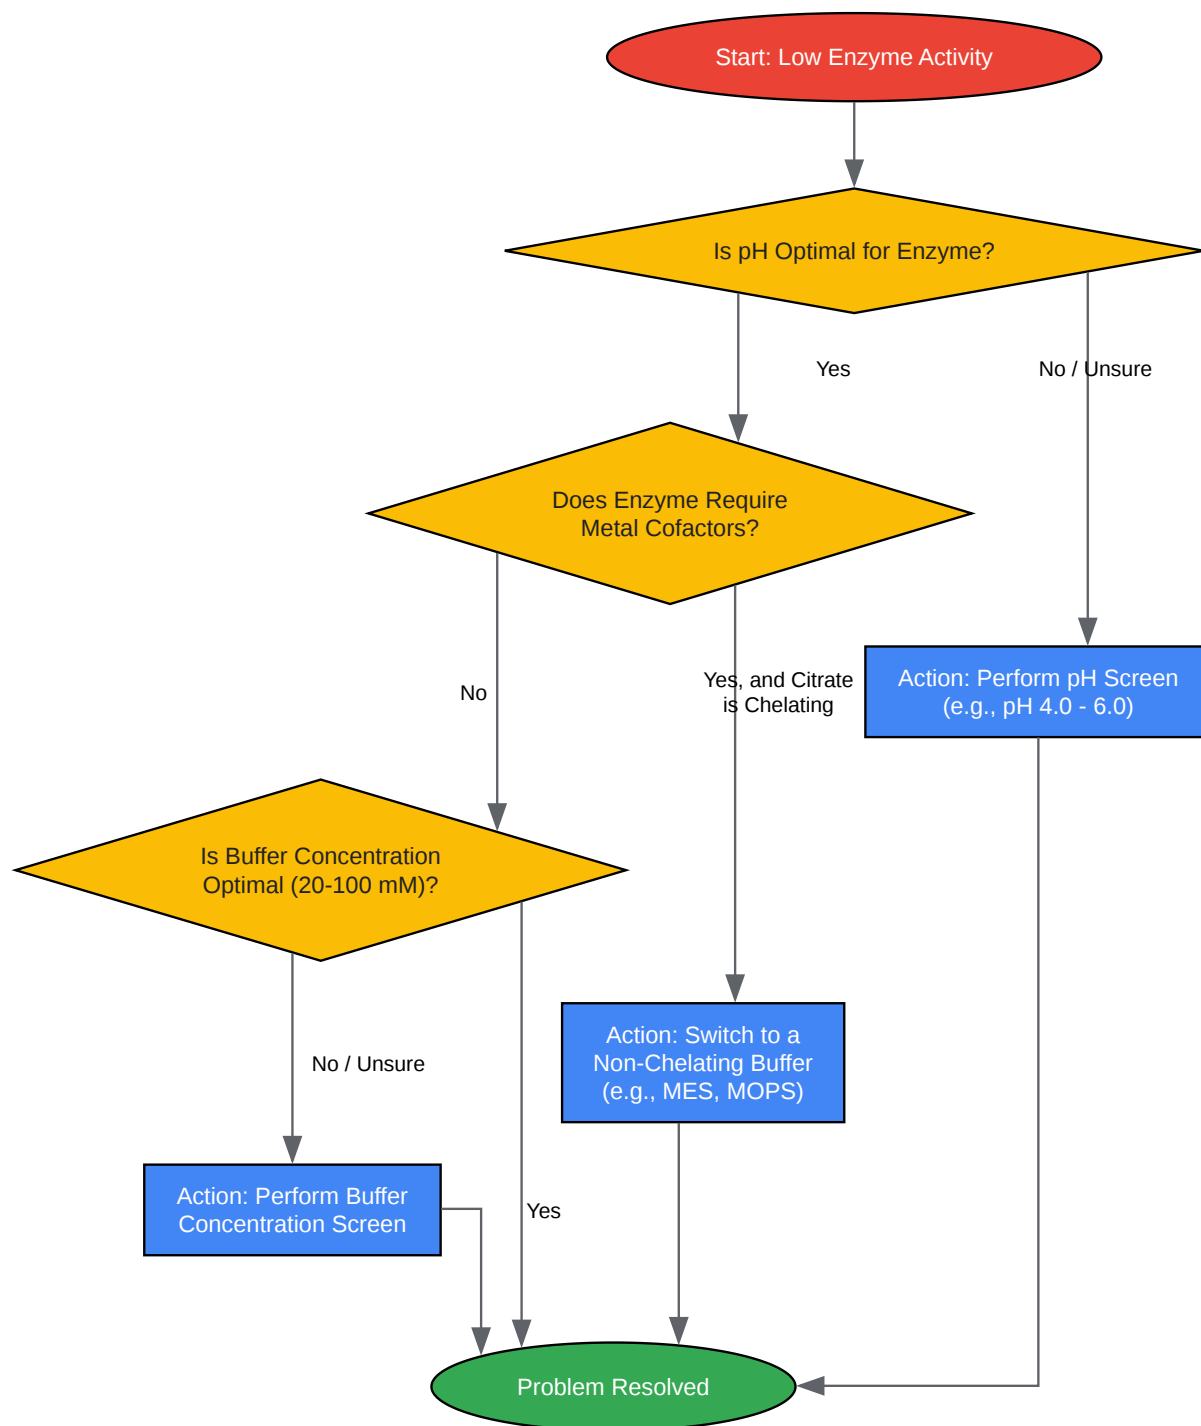 Start: Low Enzyme Activity
Is pH Optimal for Enzyme?
Yes
No / Unsure
Does Enzyme Require
Metal Cofactors?
No
Yes, and Citrate
is Chelating
Action: Perform pH Screen
(e.g., pH 4.0 - 6.0)
Is Buffer Concentration
Optimal (20-100 mM)?
No / Unsure
Action: Switch to a
Non-Chelating Buffer
(e.g., MES, MOPS)
Action: Perform Buffer
Concentration Screen
Yes
Problem Resolved